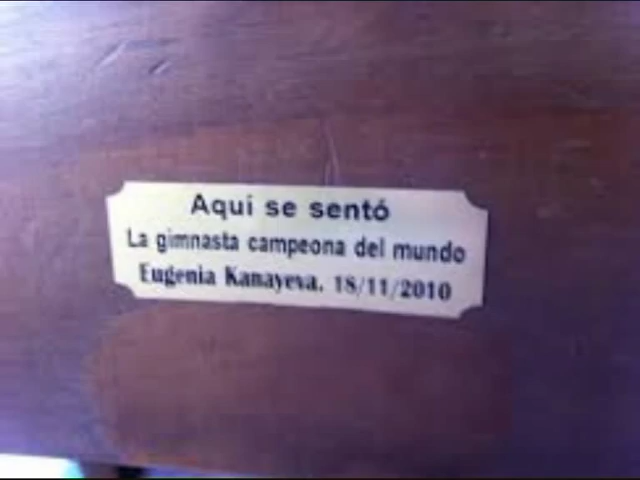 Aqui se sentó
La gimnasta campeona del mundo
Eugenia Kanayeva. 18/11/2010